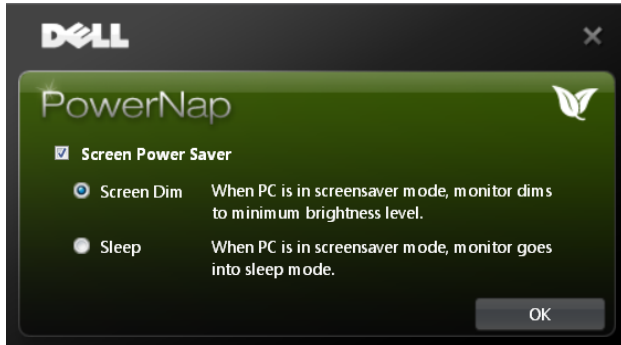 DELL
PowerNap
Screen Power Saver
Screen Dim When PC is in screensaver mode, monitor dims
to minimum brightness level.
Sleep When PC is in screensaver mode, monitor goes
into sleep mode.
OK